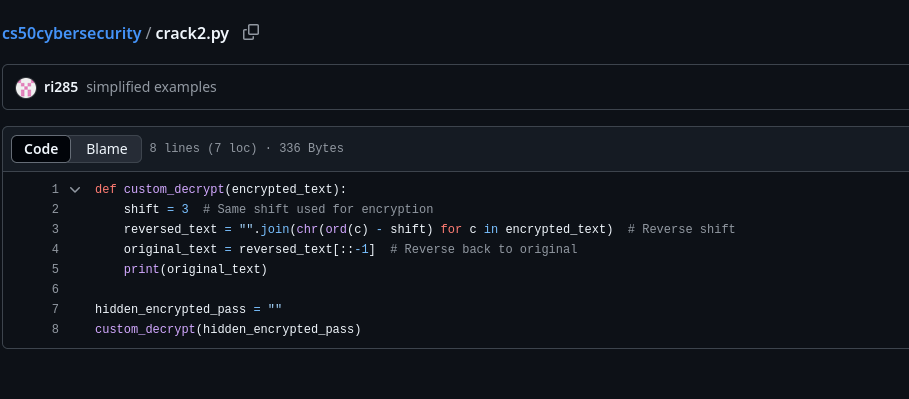 cs50cybersecurity / crack2.py
ri285 simplified examples
Code Blame 8 lines (7 loc) · 336 Bytes
1 def custom_decrypt(encrypted_text):
2     shift = 3  # Same shift used for encryption
3     reversed_text = "".join(chr(ord(c) - shift) for c in encrypted_text)  # Reverse shift
4     original_text = reversed_text[::-1]  # Reverse back to original
5     print(original_text)
6
7 hidden_encrypted_pass = ""
8 custom_decrypt(hidden_encrypted_pass)